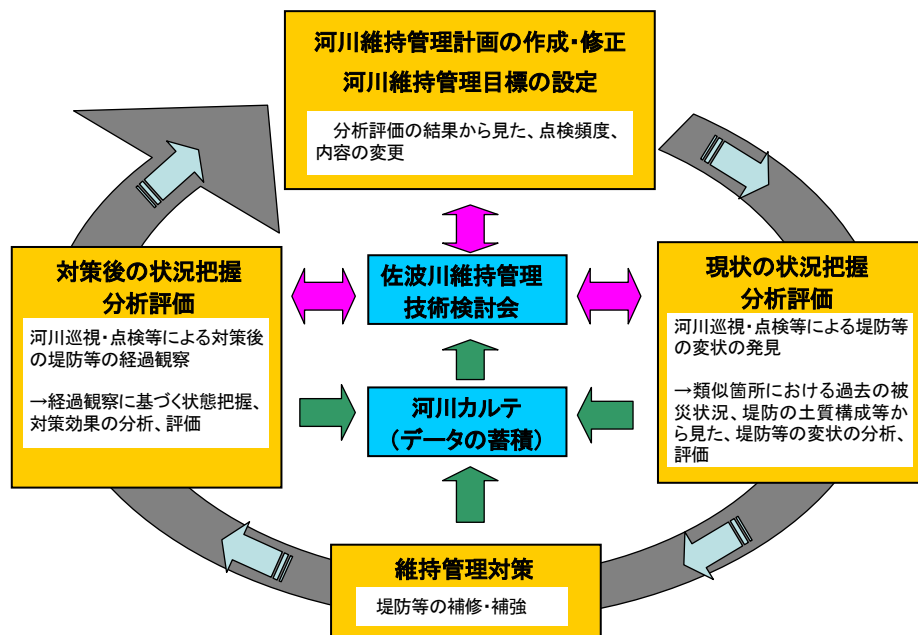 河川維持管理計画の作成・修正
河川維持管理目標の設定
分析評価の結果から見た、点検頻度、
内容の変更
対策後の状況把握
分析評価
河川巡視・点検等による対策後
の堤防等の経過観察
→経過観察に基づく状態把握、
対策効果の分析、評価
佐波川維持管理
技術検討会
河川カルテ
(データの蓄積)
現状の状況把握
分析評価
河川巡視・点検等による堤防等
の変状の発見
→類似箇所における過去の被
災状況、堤防の土質構成等か
ら見た、堤防等の変状の分析、
評価
維持管理対策
堤防等の補修・補強